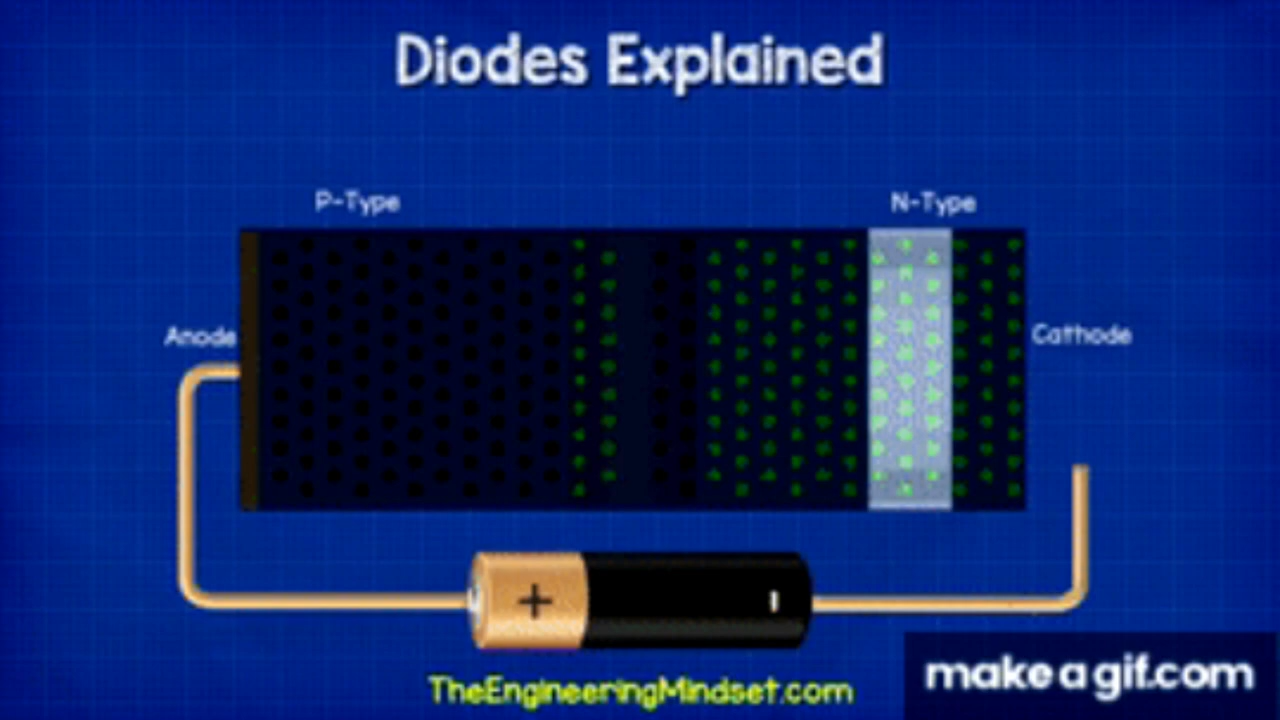 Diodes Explained
P-Type
N-Type
Anode
Cathode
+
-
TheEngineeringMindset.com
makeagif.com